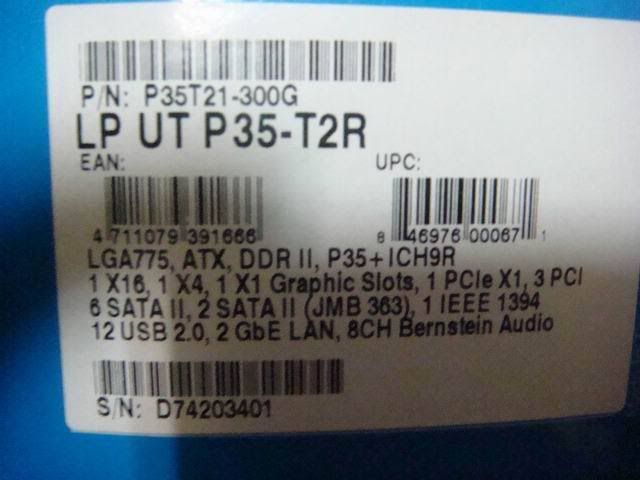 P/N: P35T21-300G
LP UT P35-T2R
EAN: UPC:
4 711079 391666 8 46976 00067 1
LGA775, ATX, DDR II, P35+ICH9R
1 X16, 1 X4, 1 X1 Graphic Slots, 1 PCIe X1, 3 PCI
6 SATA II, 2 SATA II (JMB 363), 1 IEEE 1394
12 USB 2.0, 2 GbE LAN, 8CH Bernstein Audio
S/N: D74203401